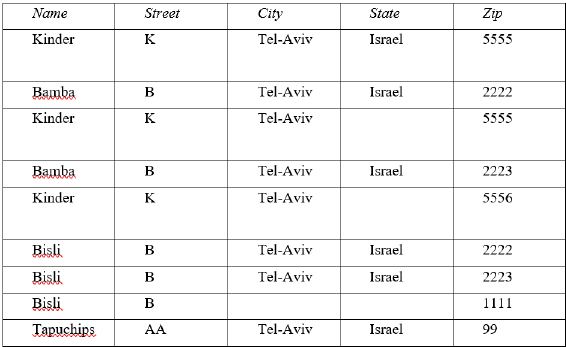 Name Street City State Zip
Kinder K Tel-Aviv Israel 5555
Bamba B Tel-Aviv Israel 2222
Kinder K Tel-Aviv 5555
Bamba B Tel-Aviv Israel 2223
Kinder K Tel-Aviv 5556
Bisli B Tel-Aviv Israel 2222
Bisli B Tel-Aviv Israel 2223
Bisli B 1111
Tapuchips AA Tel-Aviv Israel 99